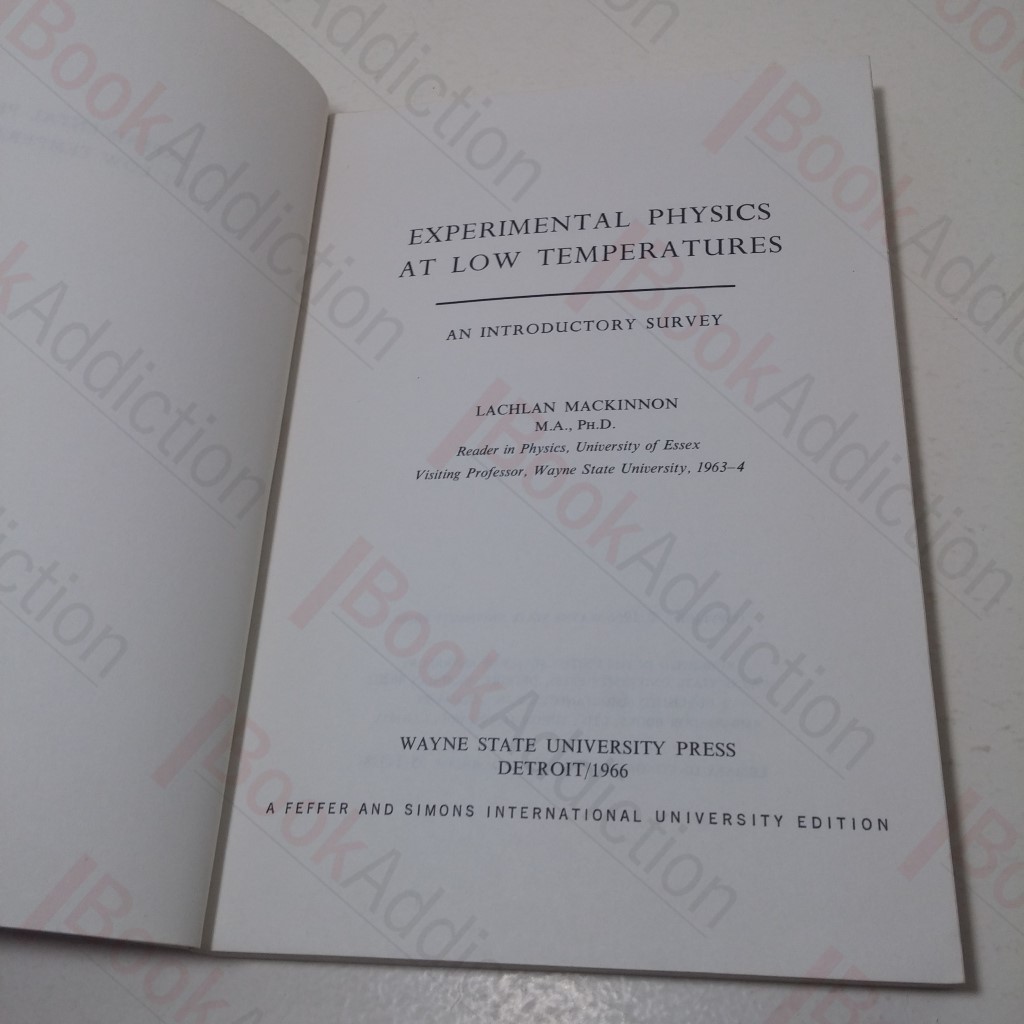 EXPERIMENTAL PHYSICS
AT LOW TEMPERATURES
AN INTRODUCTORY SURVEY
LACHLAN MACKINNON
M.A., PH.D.
Reader in Physics, University of Essex
Visiting Professor, Wayne State University, 1963–4
WAYNE STATE UNIVERSITY PRESS
DETROIT/1966
A FEFFER AND SIMONS INTERNATIONAL UNIVERSITY EDITION
BookAddiction